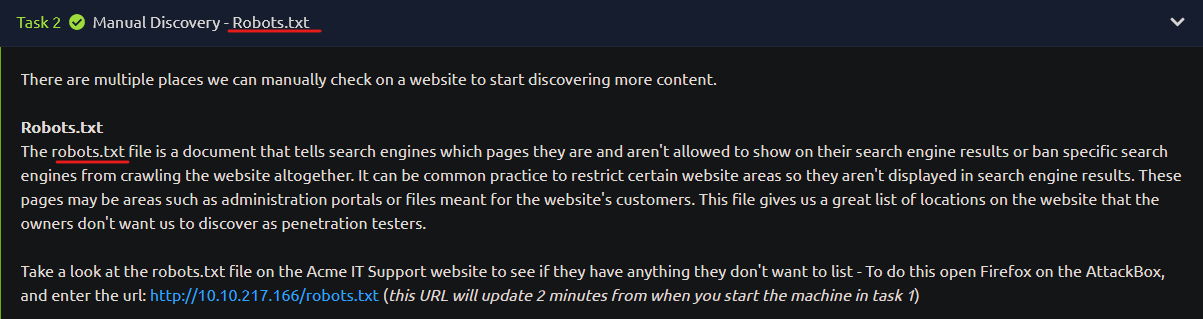 Task 2 Manual Discovery - Robots.txt
There are multiple places we can manually check on a website to start discovering more content.
Robots.txt
The robots.txt file is a document that tells search engines which pages they are and aren't allowed to show on their search engine results or ban specific search
engines from crawling the website altogether. It can be common practice to restrict certain website areas so they aren't displayed in search engine results. These
pages may be areas such as administration portals or files meant for the website's customers. This file gives us a great list of locations on the website that the
owners don't want us to discover as penetration testers.
Take a look at the robots.txt file on the Acme IT Support website to see if they have anything they don't want to list - To do this open Firefox on the AttackBox,
and enter the url: http://10.10.217.166/robots.txt (this URL will update 2 minutes from when you start the machine in task 1)